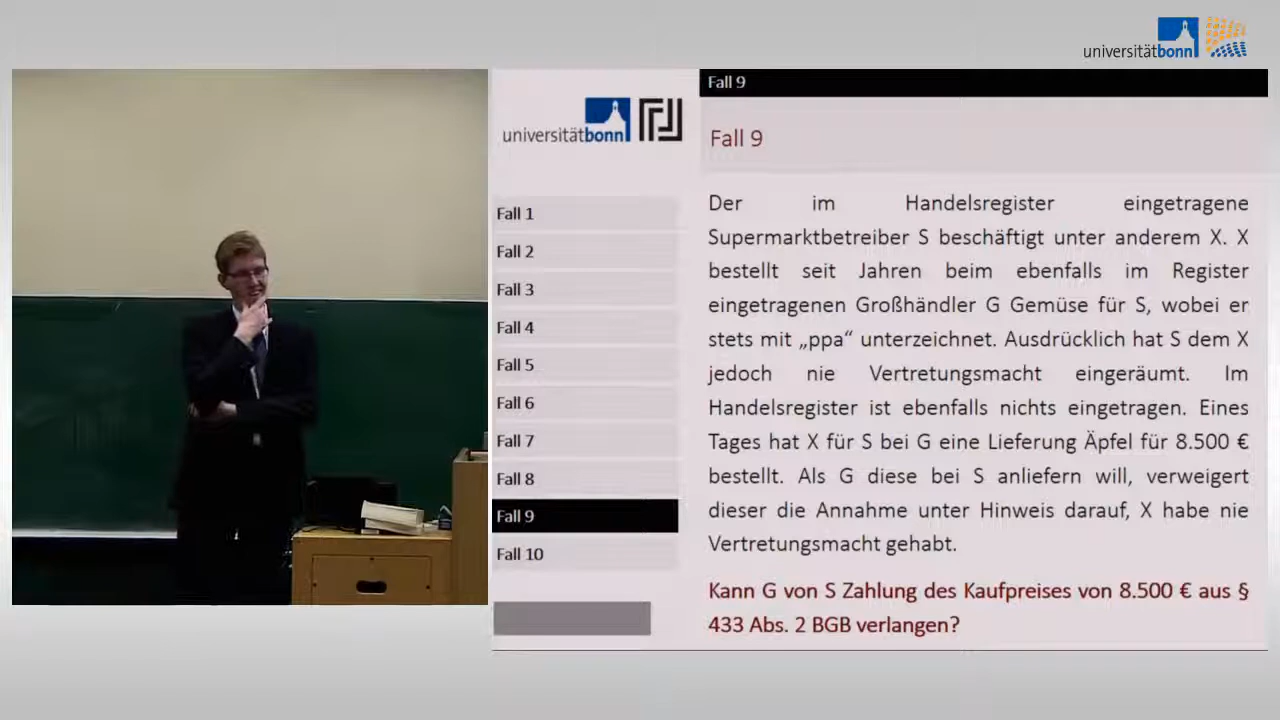 universitätbonn
Fall 9
universitätbonn
Fall 9
Fall 1
Fall 2
Fall 3
Fall 4
Fall 5
Fall 6
Fall 7
Fall 8
Fall 9
Fall 10
Der im Handelsregister eingetragene
Supermarktbetreiber S beschäftigt unter anderem X. X
bestellt seit Jahren beim ebenfalls im Register
eingetragenen Großhändler G Gemüse für S, wobei er
stets mit „ppa“ unterzeichnet. Ausdrücklich hat S dem X
jedoch nie Vertretungsmacht eingeräumt. Im
Handelsregister ist ebenfalls nichts eingetragen. Eines
Tages hat X für S bei G eine Lieferung Äpfel für 8.500 €
bestellt. Als G diese bei S anliefern will, verweigert
dieser die Annahme unter Hinweis darauf, X habe nie
Vertretungsmacht gehabt.
Kann G von S Zahlung des Kaufpreises von 8.500 € aus §
433 Abs. 2 BGB verlangen?